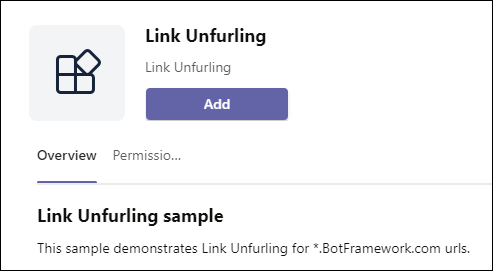 Link Unfurling
Link Unfurling
Add
Overview Permissio...
Link Unfurling sample
This sample demonstrates Link Unfurling for *.BotFramework.com urls.